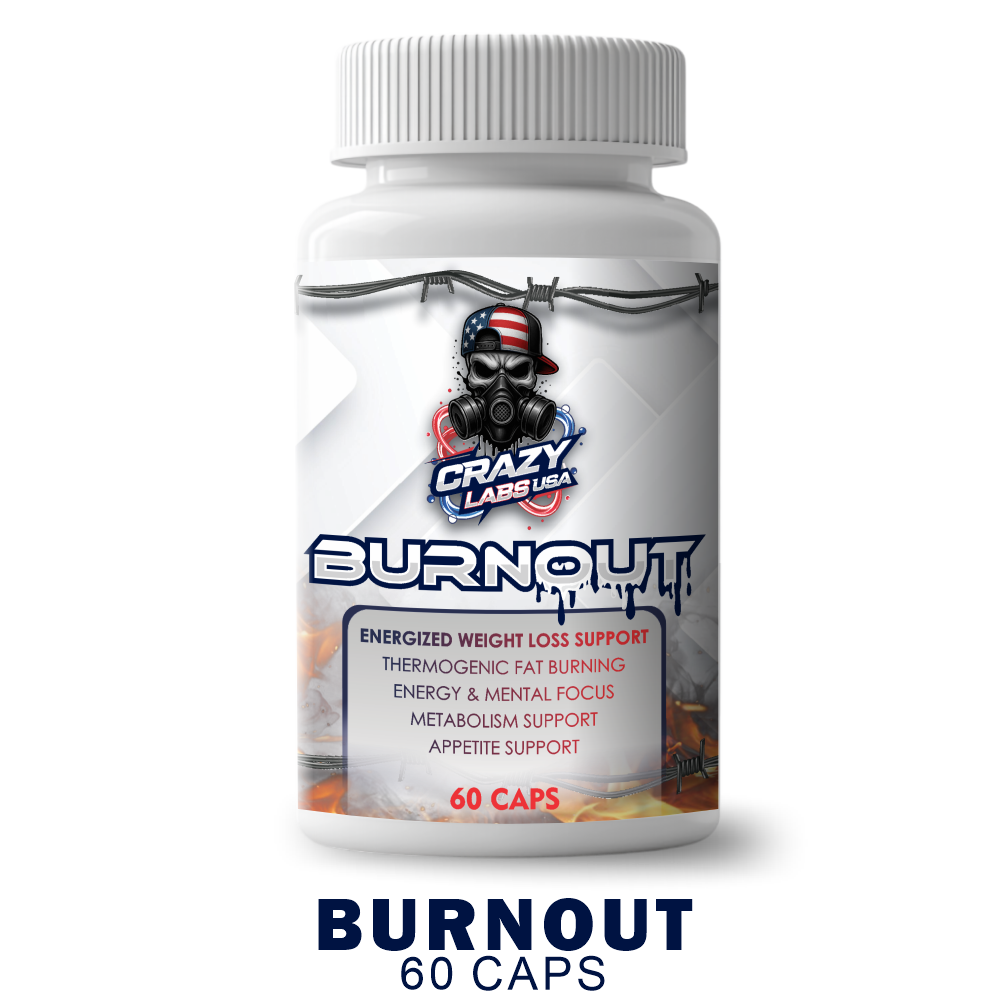 CRAZY
LABS USA
BURNOUT
ENERGIZED WEIGHT LOSS SUPPORT
THERMOGENIC FAT BURNING
ENERGY & MENTAL FOCUS
METABOLISM SUPPORT
APPETITE SUPPORT
60 CAPS
BURNOUT
60 CAPS